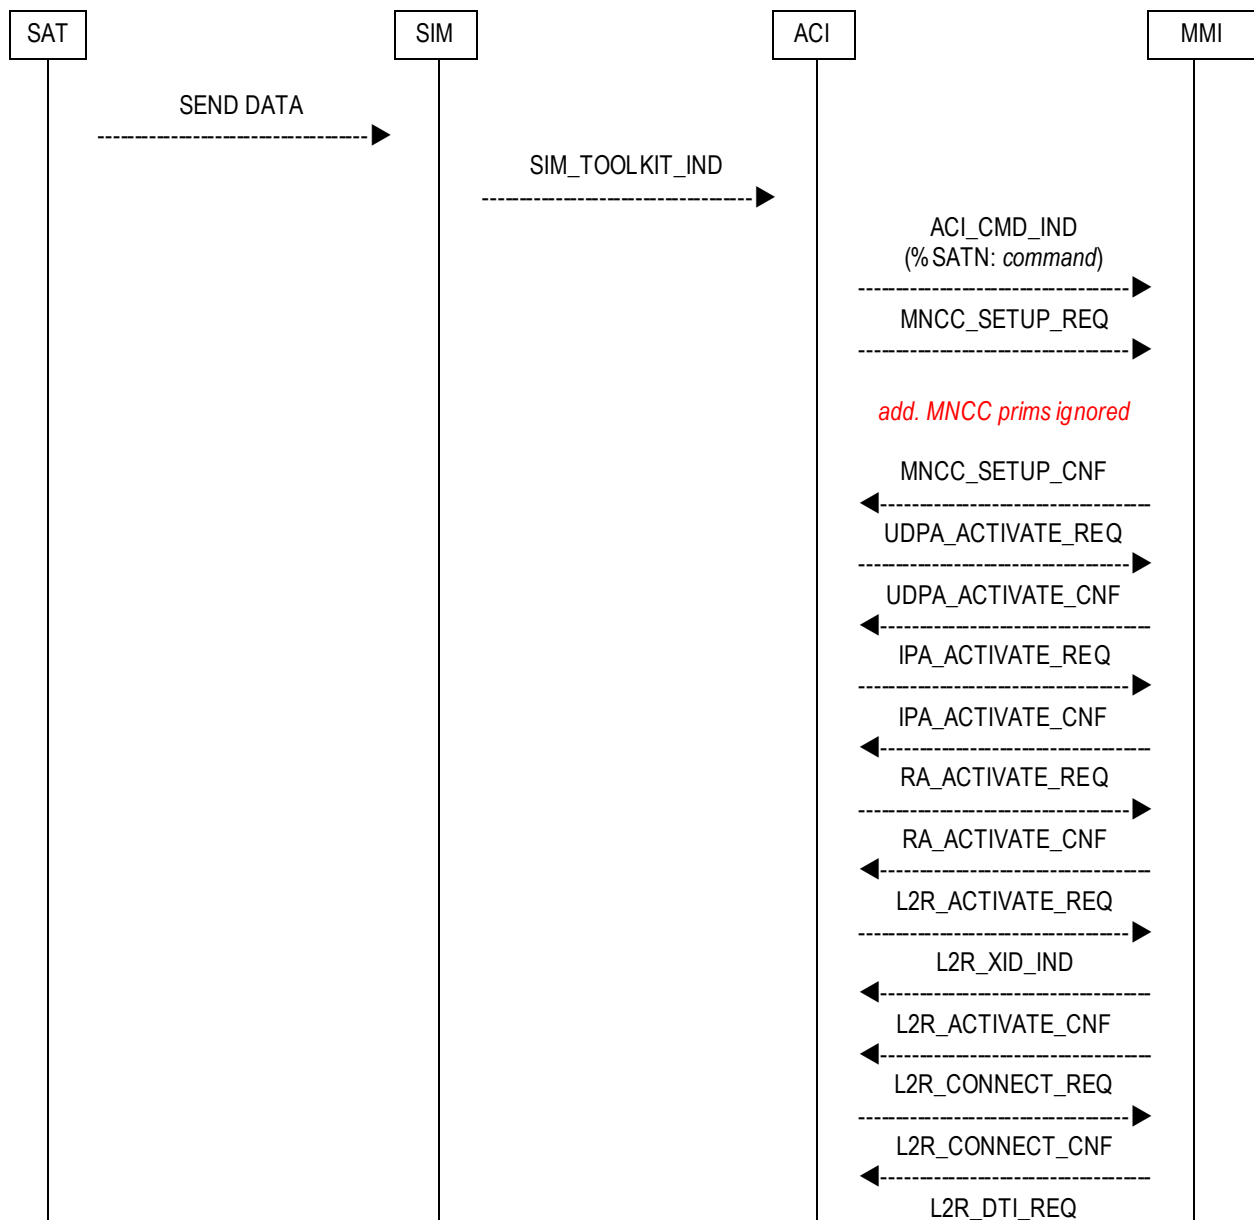 SAT
SIM
ACI
MMI
SEND DATA
SIM_TOOLKIT_IND
ACI_CMD_IND
(%SATN: command)
MNCC_SETUP_REQ
add. MNCC prims ignored
MNCC_SETUP_CNF
UDPA_ACTIVATE_REQ
UDPA_ACTIVATE_CNF
IPA_ACTIVATE_REQ
IPA_ACTIVATE_CNF
RA_ACTIVATE_REQ
RA_ACTIVATE_CNF
L2R_ACTIVATE_REQ
L2R_XID_IND
L2R_ACTIVATE_CNF
L2R_CONNECT_REQ
L2R_CONNECT_CNF
L2R_DTI_REQ